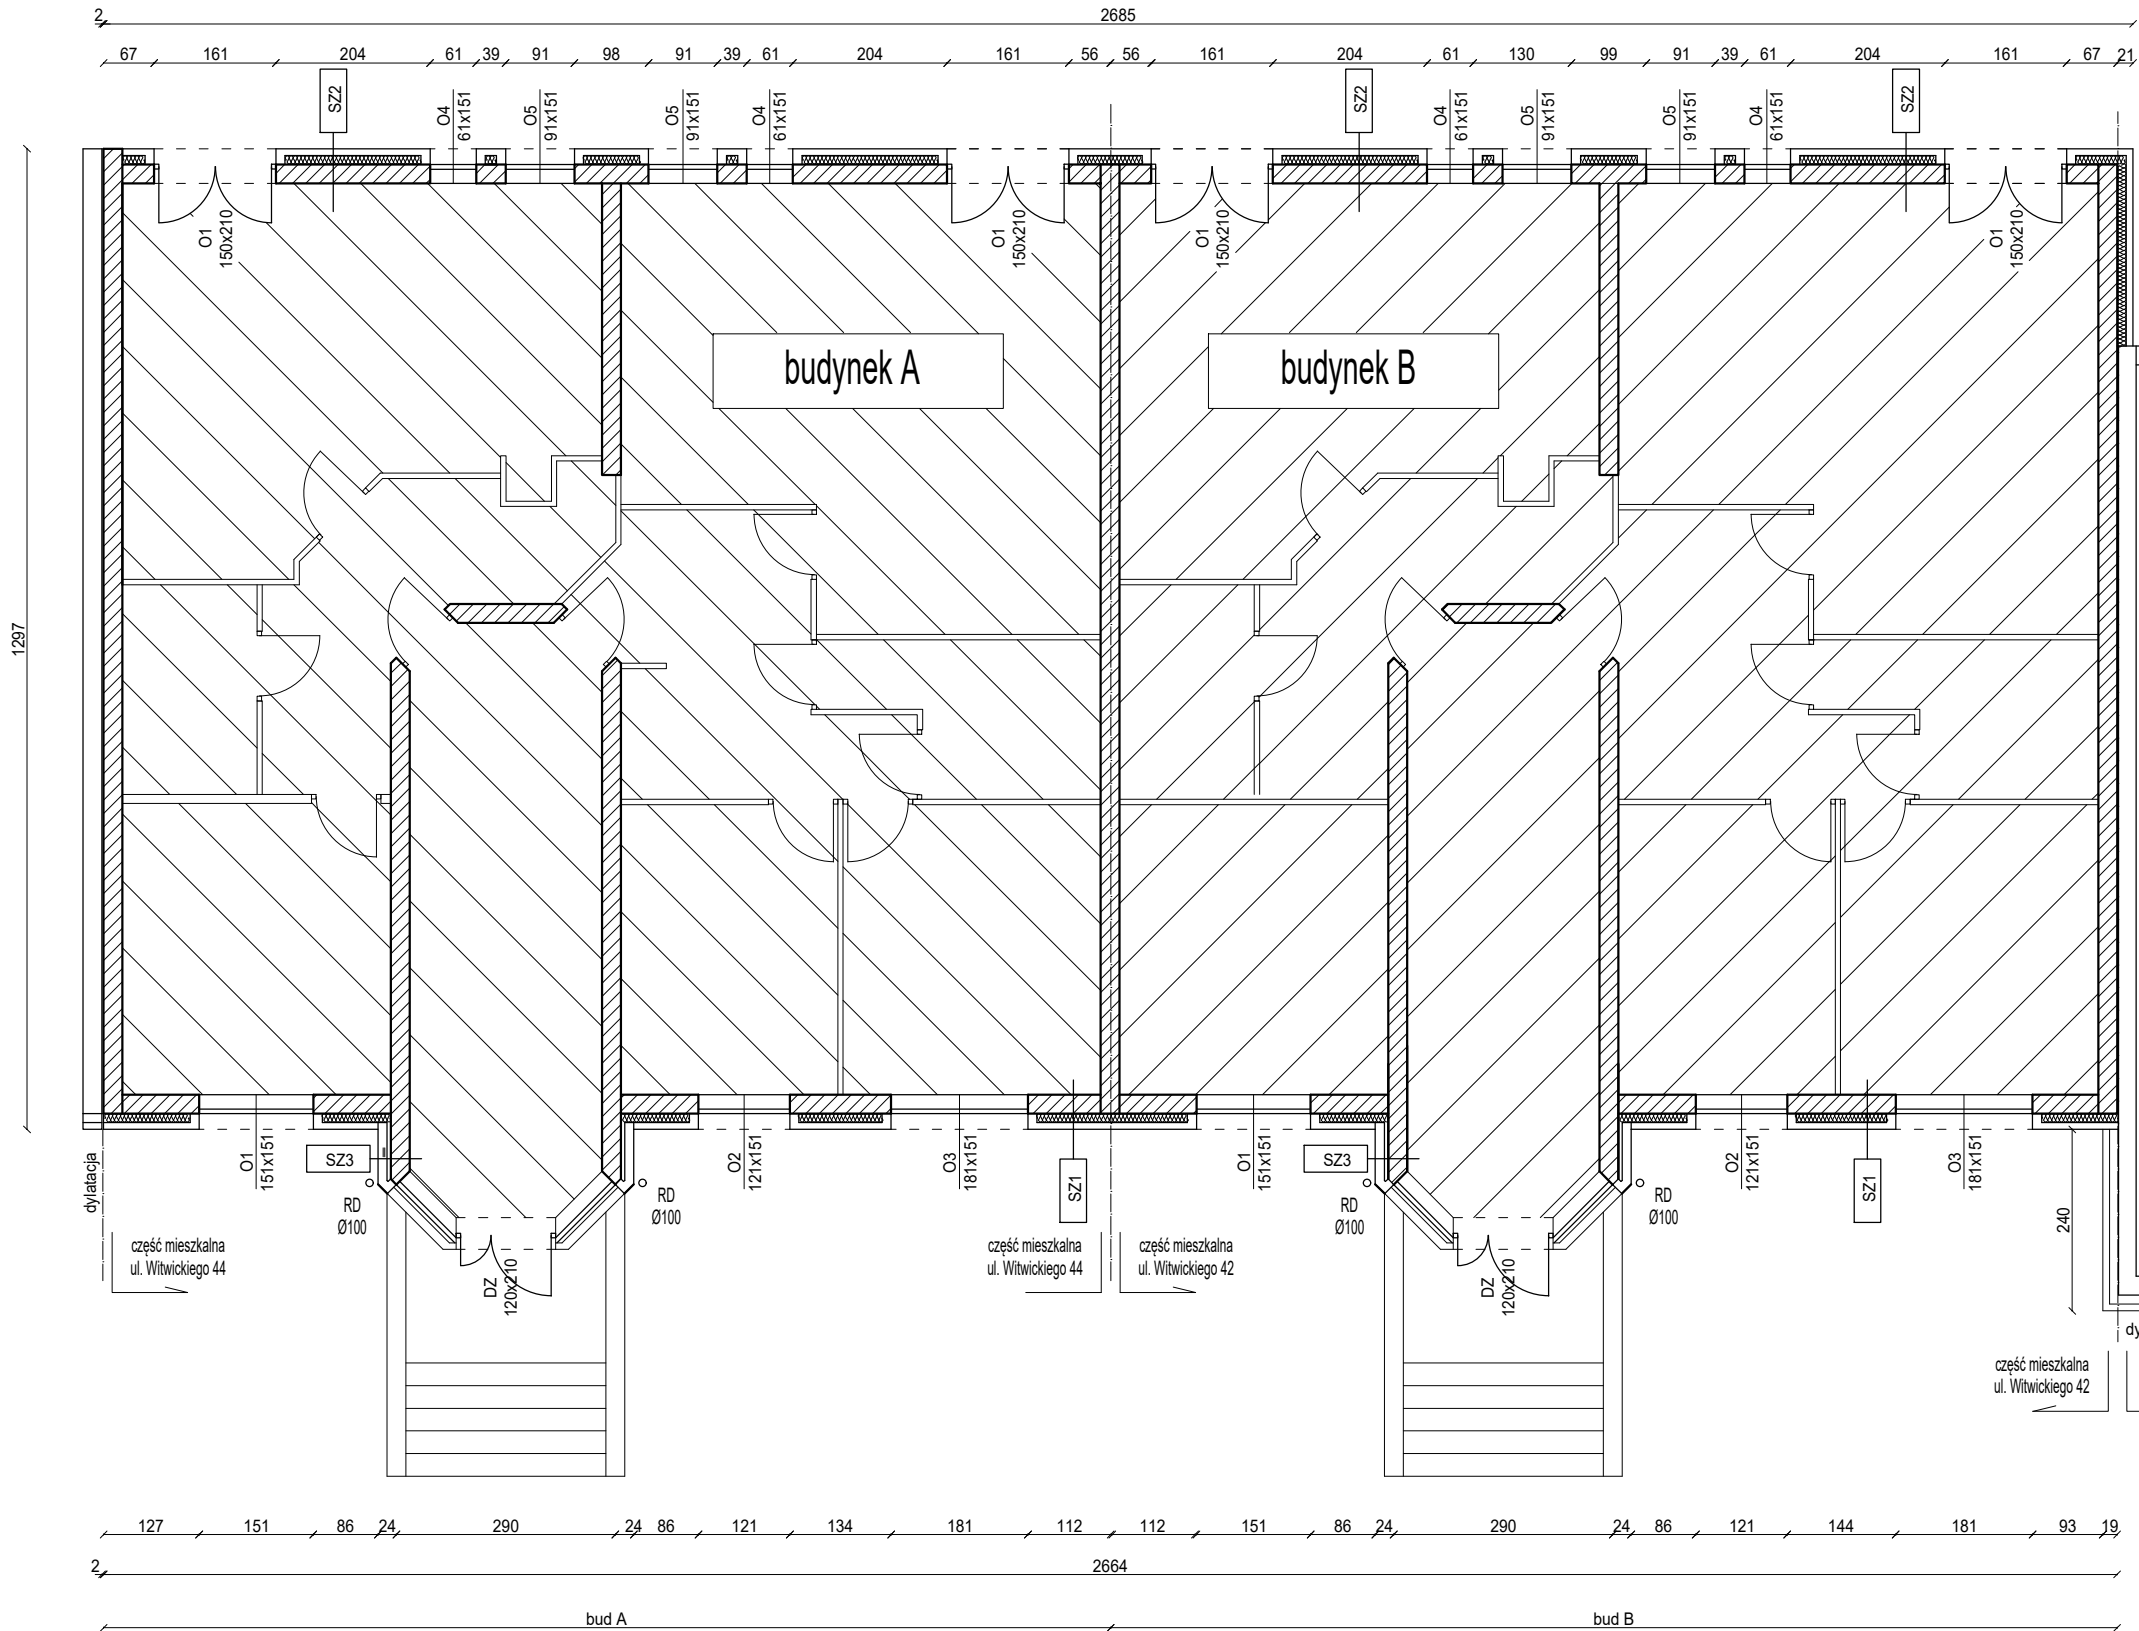 2
2685
67 161 204 61 39 91 98 91 39 61 204 161 56 56 161 204 61 130 99 91 39 61 204 161 67 21
SZ2
O4
61x151
O5
91x151
O5
91x151
O4
61x151
SZ2
O4
61x151
O5
91x151
O5
91x151
O4
61x151
SZ2
O1
150x210
O1
150x210
O1
150x210
O1
150x210
budynek A
budynek B
1297
dylatacja
O1
151x151
SZ3
RD
Ø100
RD
Ø100
O2
121x151
O3
181x151
SZ1
O1
151x151
SZ3
RD
Ø100
RD
Ø100
O2
121x151
SZ1
O3
181x151
240
część mieszkalna
ul. Witwickiego 44
DZ
120x210
część mieszkalna
ul. Witwickiego 44
część mieszkalna
ul. Witwickiego 42
DZ
120x210
dy
część mieszkalna
ul. Witwickiego 42
127 151 86 24 290 24 86 121 134 181 112 112 151 86 24 290 24 86 121 144 181 93 19
2
2664
bud A
bud B